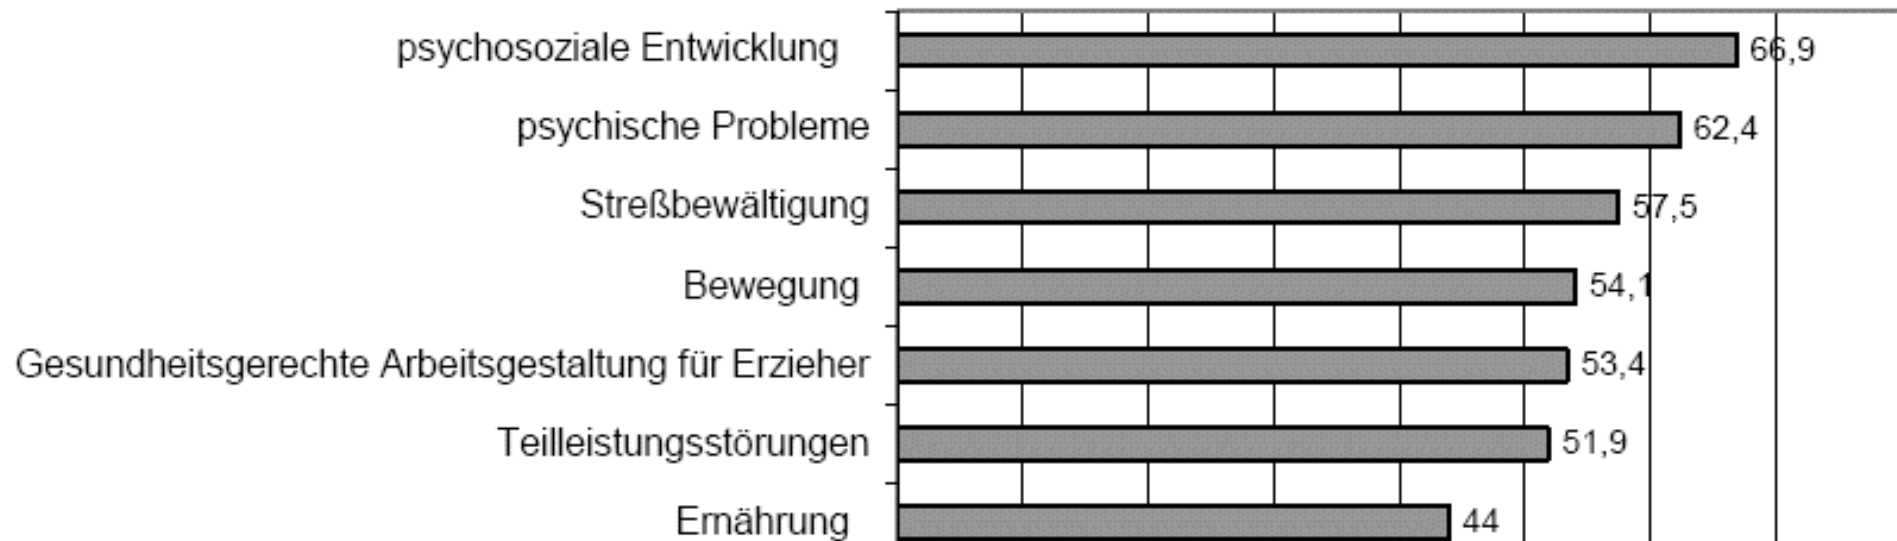 psychosoziale Entwicklung 66,9
psychische Probleme 62,4
Streßbewältigung 57,5
Bewegung 54,1
Gesundheitsgerechte Arbeitsgestaltung für Erzieher 53,4
Teilleistungsstörungen 51,9
Ernährung 44